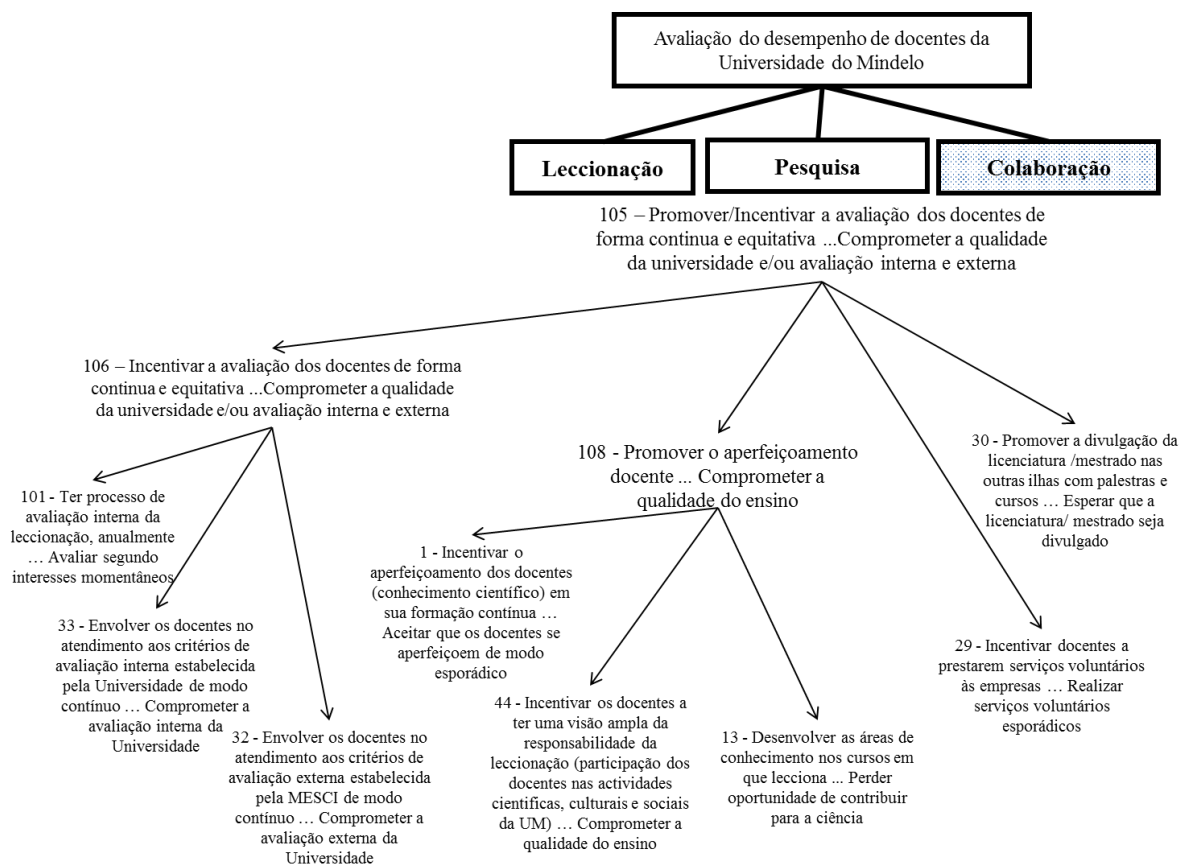 Avaliação do desempenho de docentes da
Universidade do Mindelo
Leccionação
Pesquisa
Colaboração
105 – Promover/Incentivar a avaliação dos docentes de
forma continua e equitativa ...Comprometer a qualidade
da universidade e/ou avaliação interna e externa
106 – Incentivar a avaliação dos docentes de forma
continua e equitativa ...Comprometer a qualidade
da universidade e/ou avaliação interna e externa
108 - Promover o aperfeiçoamento
docente ... Comprometer a
qualidade do ensino
30 - Promover a divulgação da
licenciatura /mestrado nas
outras ilhas com palestras e
cursos … Esperar que a
licenciatura/ mestrado seja
divulgado
101 - Ter processo de
avaliação interna da
leccionação, anualmente
… Avaliar segundo
interesses momentâneos
1 - Incentivar o
aperfeiçoamento dos docentes
(conhecimento científico) em
sua formação contínua …
Aceitar que os docentes se
aperfeiçoem de modo
esporádico
33 - Envolver os docentes no
atendimento aos critérios de
avaliação interna estabelecida
pela Universidade de modo
contínuo … Comprometer a
avaliação interna da
Universidade
29 - Incentivar docentes a
prestarem serviços voluntários
às empresas … Realizar
serviços voluntários
esporádicos
44 - Incentivar os docentes a
ter uma visão ampla da
responsabilidade da
leccionação (participação dos
docentes nas actividades
cientificas, culturais e sociais
da UM) … Comprometer a
qualidade do ensino
32 - Envolver os docentes no
atendimento aos critérios de
avaliação externa estabelecida
pela MESCI de modo
contínuo … Comprometer a
avaliação externa da
Universidade
13 - Desenvolver as áreas de
conhecimento nos cursos em
que lecciona ... Perder
oportunidade de contribuir
para a ciência